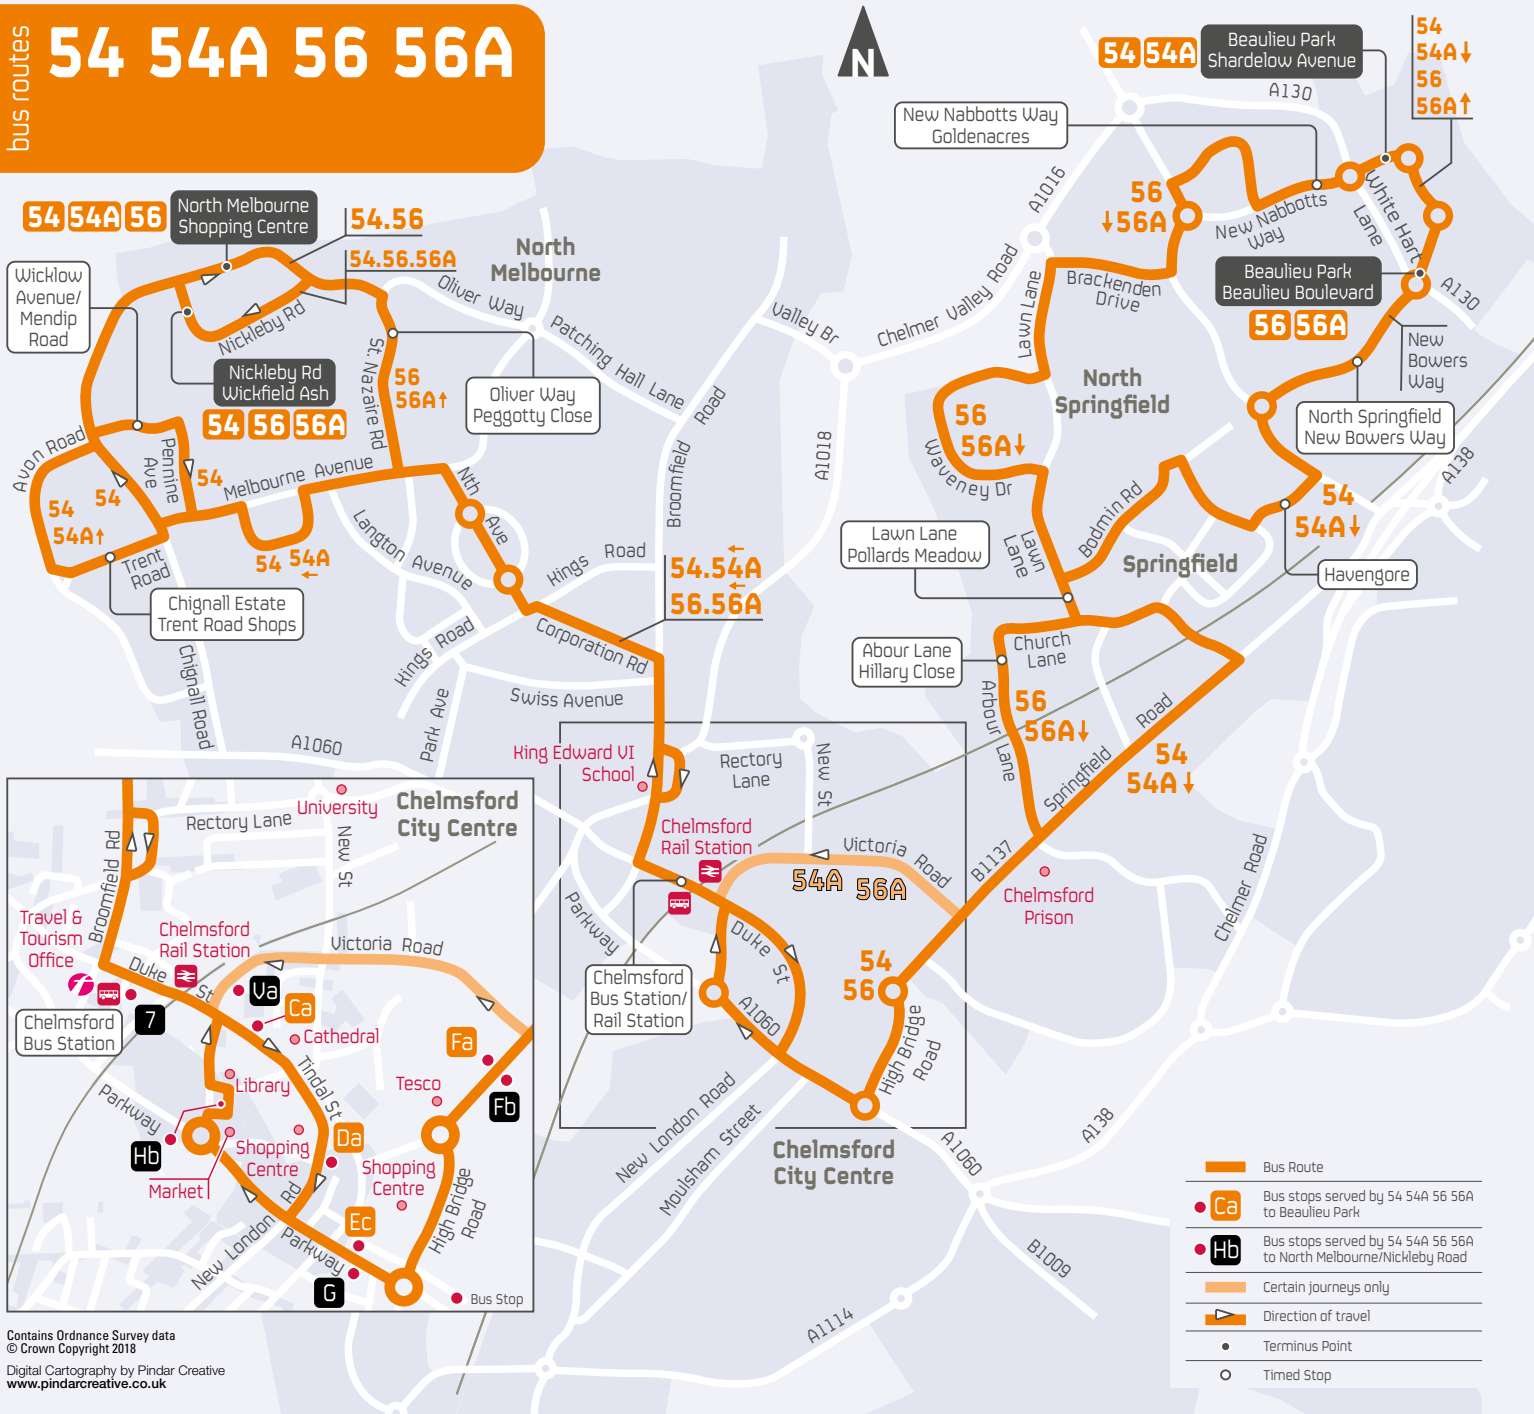 bus routes
54 54A 56 56A
N
54 54A
Beaulieu Park
Shardelow Avenue
54
54A↓
56
56A↑
A130
New Nabbotts Way
Goldenacres
A1016
56
↓56A
New Nabbotts
Way
White Hart
Lane
54 54A 56
North Melbourne
Shopping Centre
54.56
54.56.56A
North
Melbourne
Wicklow
Avenue/
Mendip
Road
Oliver Way
Nickleby Rd
Patching Hall Lane
Valley Br
Chelmer Valley Road
Lawn Lane
Brackenden
Drive
Beaulieu Park
Beaulieu Boulevard
56 56A
A130
New
Bowers
Way
Nickleby Rd
Wickfield Ash
54 56 56A
St. Nazaire Rd
56
56A↑
Oliver Way
Peggotty Close
Broomfield
Road
A1018
North
Springfield
56
56A↓
Waveney Dr
North Springfield
New Bowers Way
A138
Avon Road
Pennine
Ave
54
54
54
54A↑
Melbourne Avenue
Nth
Ave
Trent
Road
54
54A
←
Langton Avenue
Kings
Road
←
54.54A
←
56.56A
Lawn Lane
Pollards Meadow
Lawn
Lane
Bodmin Rd
Springfield
54
54A↓
Havengore
Chignall Estate
Trent Road Shops
Chignall Road
Kings Road
Corporation Rd
Park Ave
Swiss Avenue
Abour Lane
Hillary Close
Church
Lane
Arbour Lane
56
56A↓
Springfield
Road
54
54A↓
A1060
King Edward VI
School
Rectory
Lane
New St
Chelmsford
Rail Station
Victoria
Road
54A 56A
B1137
Chelmsford
Prison
Chelmer Road
Parkway
Duke
St
A1060
54
56
High Bridge
Road
Chelmsford
Bus Station/
Rail Station
New London Road
Moulsham Street
Chelmsford
City Centre
A1060
A138
B1009
A1114
Chelmsford
City Centre
University
Rectory Lane
New St
Broomfield Rd
Travel &
Tourism
Office
Chelmsford
Rail Station
Victoria Road
Duke
St
Va
Ca
7
Chelmsford
Bus Station
Cathedral
Fa
Fb
Tesco
Library
Tindal St
Parkway
Hb
Market
Shopping
Centre
Da
Shopping
Centre
Rd
New London
Parkway
Ec
G
High Bridge
Road
Bus Stop
Contains Ordnance Survey data
© Crown Copyright 2018
Digital Cartography by Pindar Creative
www.pindarcreative.co.uk
Bus Route
Ca
Bus stops served by 54 54A 56 56A
to Beaulieu Park
Hb
Bus stops served by 54 54A 56 56A
to North Melbourne/Nickleby Road
Certain journeys only
Direction of travel
Terminus Point
Timed Stop